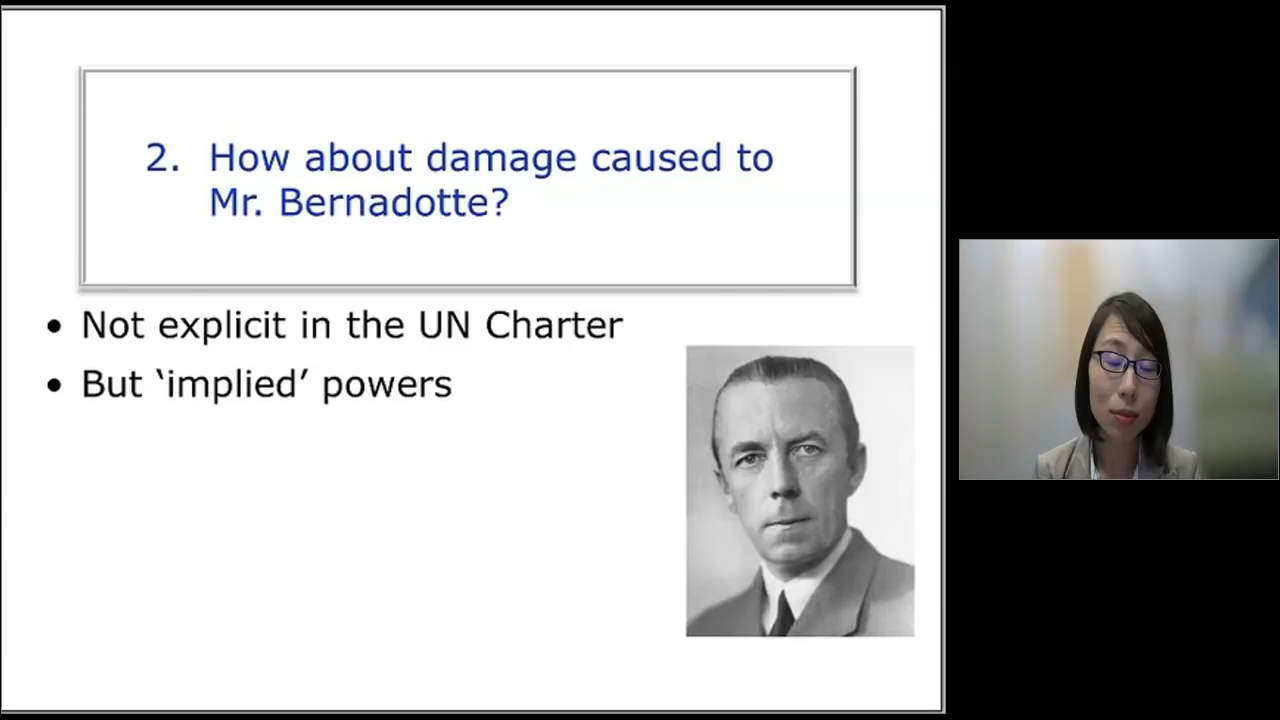 2. How about damage caused to
Mr. Bernadotte?
• Not explicit in the UN Charter
• But ‘implied’ powers